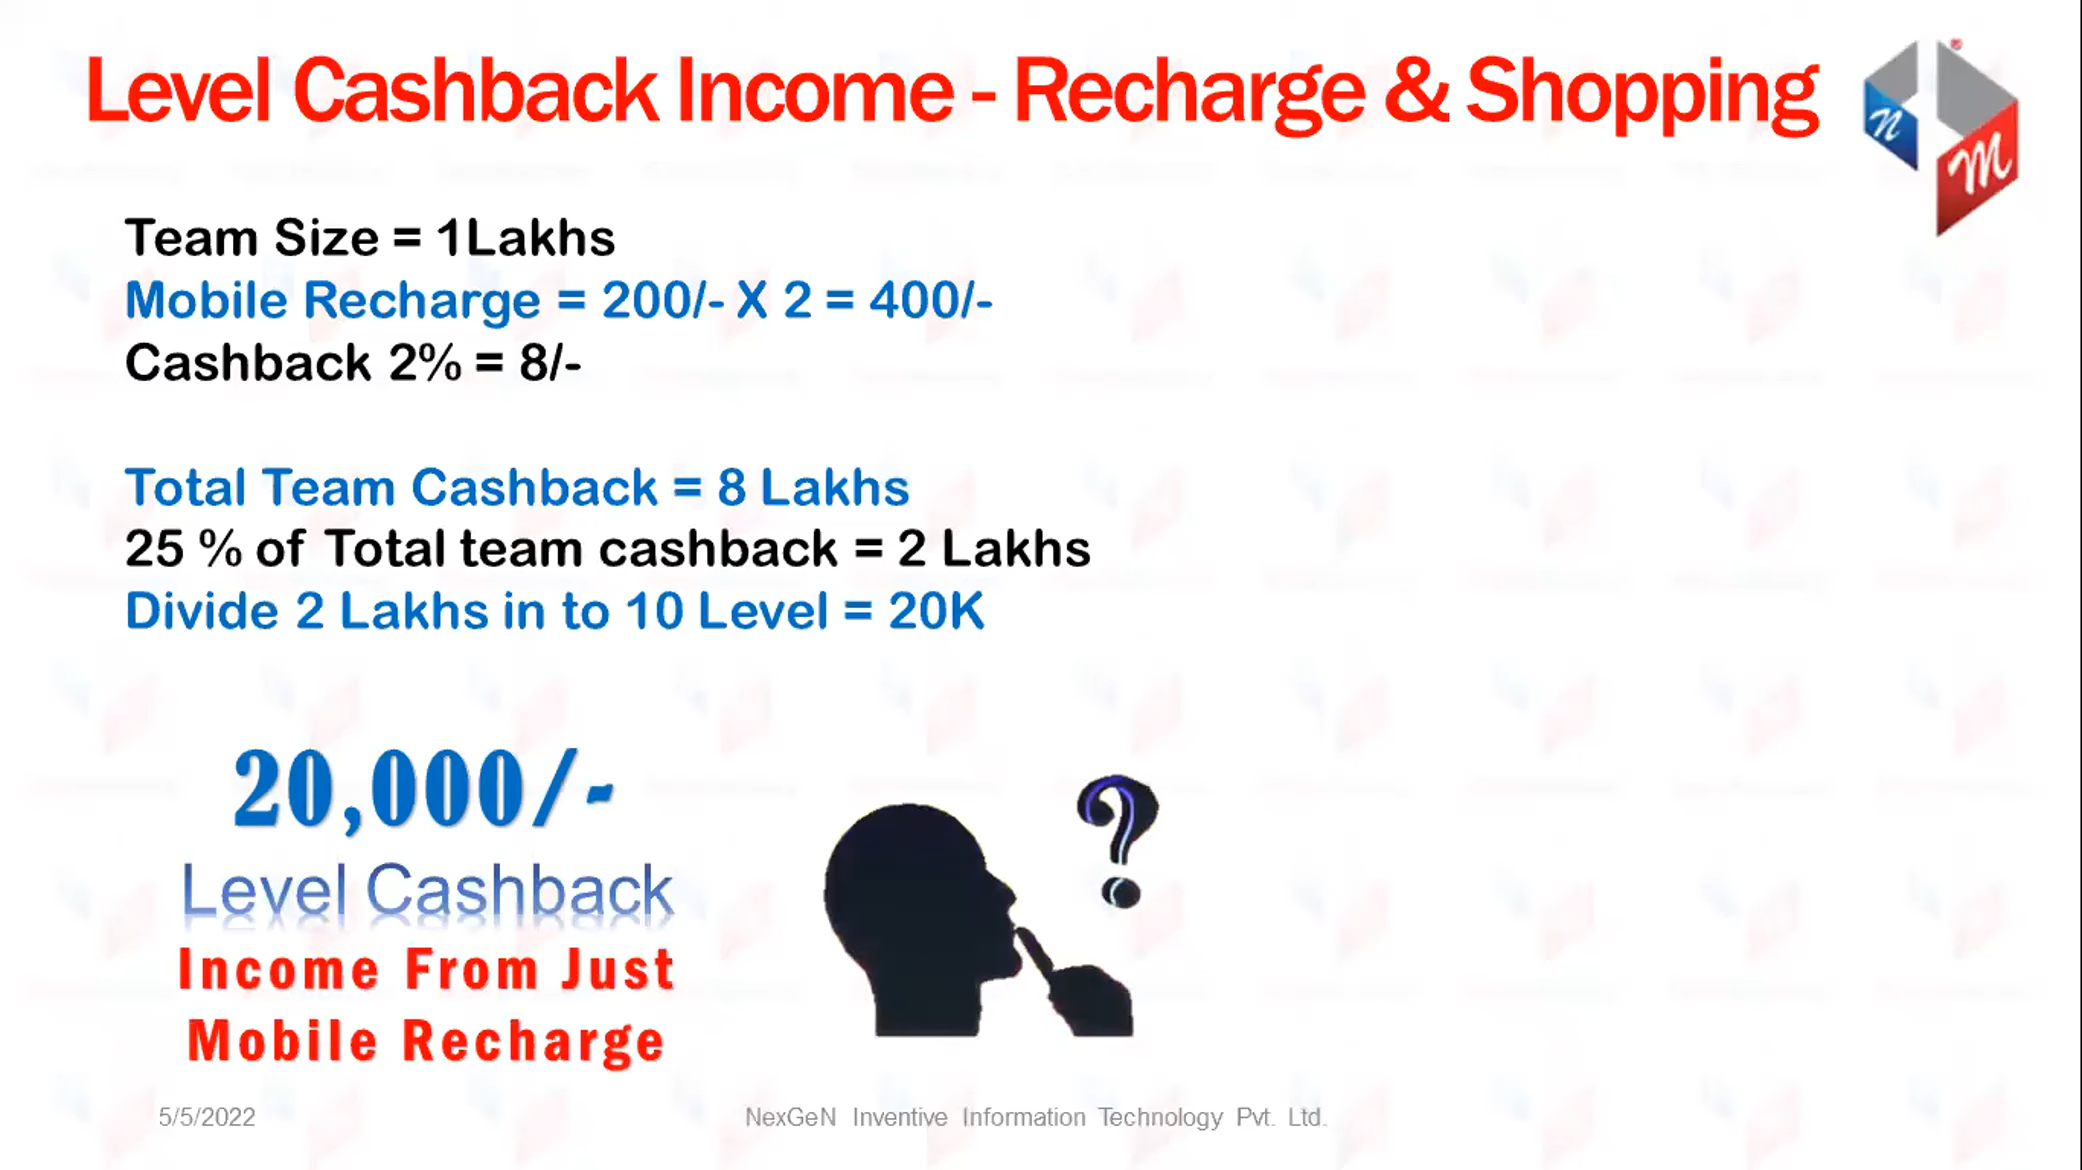 Level Cashback Income - Recharge & Shopping
n
M
®
Team Size = 1Lakhs
Mobile Recharge = 200/- X 2 = 400/-
Cashback 2% = 8/-
Total Team Cashback = 8 Lakhs
25 % of Total team cashback = 2 Lakhs
Divide 2 Lakhs in to 10 Level = 20K
20,000/-
Level Cashback
Income From Just
Mobile Recharge
?
5/5/2022
NexGeN Inventive Information Technology Pvt. Ltd.